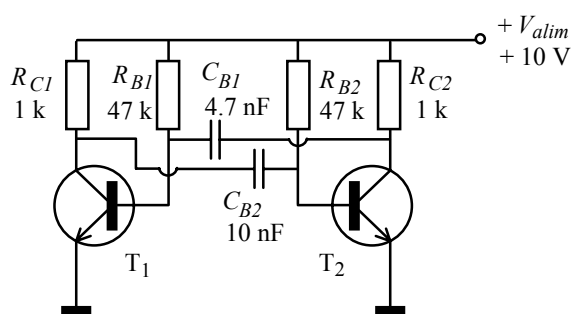 + V_alim
+ 10 V
R_C1
1 k
R_B1
47 k
C_B1
4.7 nF
R_B2
47 k
R_C2
1 k
C_B2
10 nF
T_1
T_2